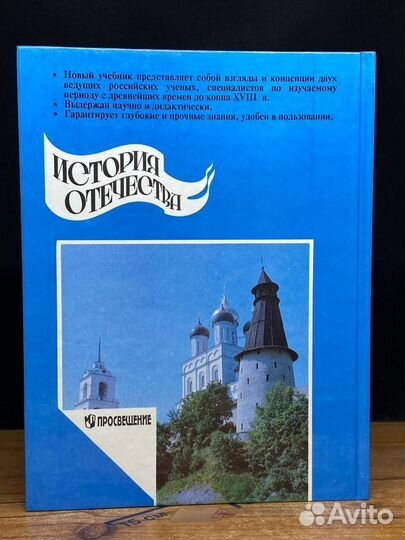 • Новый учебник представляет собой взгляды и концепции двух
ведущих российских ученых, специалистов по изучаемому
периоду с древнейших времен до конца XVIII в.
• Выдержан научно и дидактически.
• Гарантирует глубокие и прочные знания, удобен в пользовании.
ИСТОРИЯ
ОТЕЧЕСТВА
ПРОСВЕЩЕНИЕ
Avito